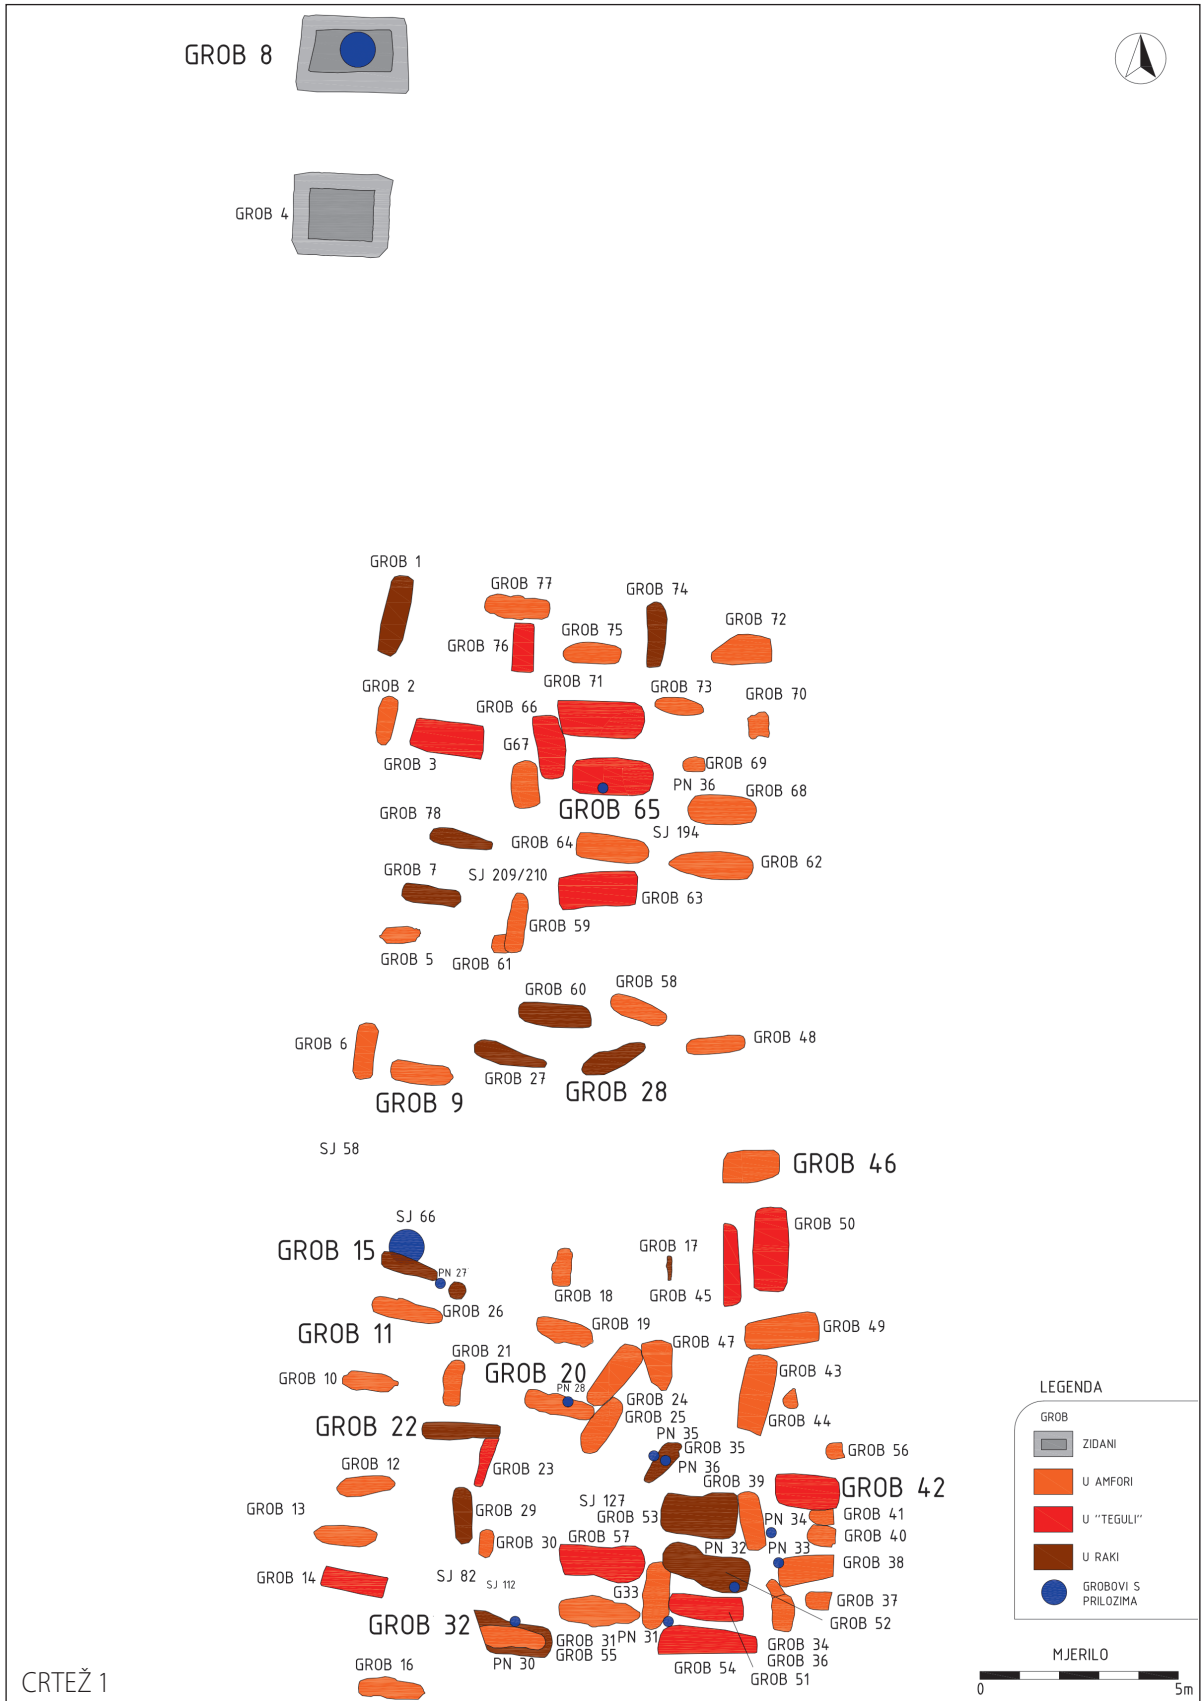 GROB 8
GROB 4
GROB 1
GROB 77
GROB 74
GROB 72
GROB 76
GROB 75
GROB 71
GROB 2
GROB 73
GROB 70
GROB 66
G67
GROB 3
GROB 69
PN 36
GROB 68
GROB 65
GROB 78
SJ 194
GROB 64
GROB 62
GROB 7
SJ 209/210
GROB 63
GROB 59
GROB 5
GROB 61
GROB 58
GROB 60
GROB 6
GROB 48
GROB 27
GROB 28
GROB 9
SJ 58
GROB 46
SJ 66
GROB 50
GROB 15
GROB 17
PN 27
GROB 18
GROB 45
GROB 26
GROB 11
GROB 19
GROB 49
GROB 47
GROB 21
GROB 20
GROB 43
GROB 10
PN 28
GROB 24
GROB 25
GROB 44
GROB 22
PN 35
GROB 35
GROB 56
GROB 12
GROB 23
PN 36
GROB 39
GROB 42
GROB 13
GROB 29
SJ 127
GROB 53
PN 34
GROB 41
GROB 40
GROB 30
GROB 57
PN 32
PN 33
GROB 38
GROB 14
SJ 82
SJ 112
G33
GROB 37
GROB 52
GROB 32
GROB 31
PN 31
GROB 34
GROB 55
GROB 36
PN 30
GROB 54
GROB 51
GROB 16
CRTEŽ 1
LEGENDA
GROB
ZIDANI
U AMFORI
U "TEGULI"
U RAKI
GROBOVI S
PRILOZIMA
MJERILO
0 5m